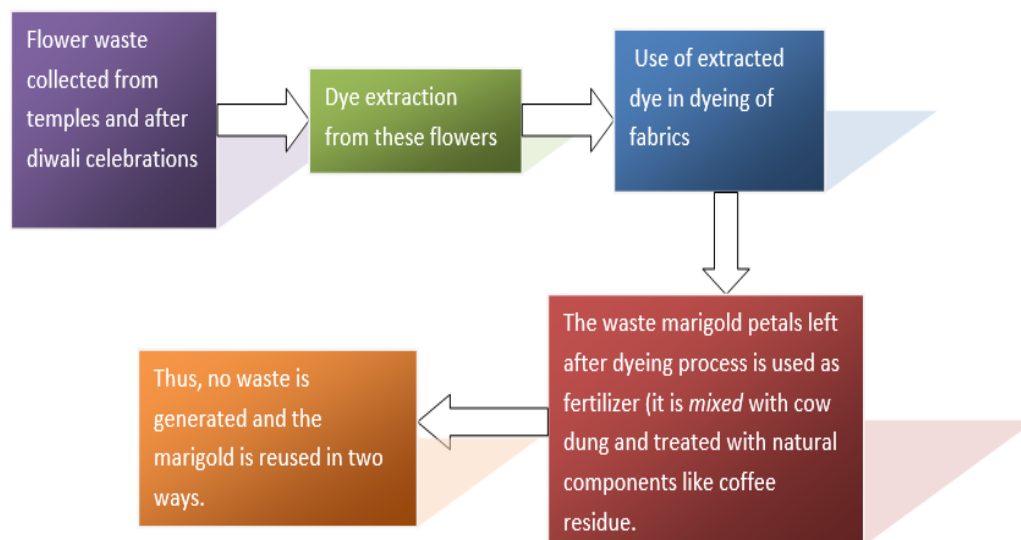 Flower waste
collected from
temples and after
diwali celebrations
Dye extraction
from these flowers
Use of extracted
dye in dyeing of
fabrics
The waste marigold petals left
after dyeing process is used as
fertilizer (it is mixed with cow
dung and treated with natural
components like coffee
residue.
Thus, no waste is
generated and the
marigold is reused in two
ways.